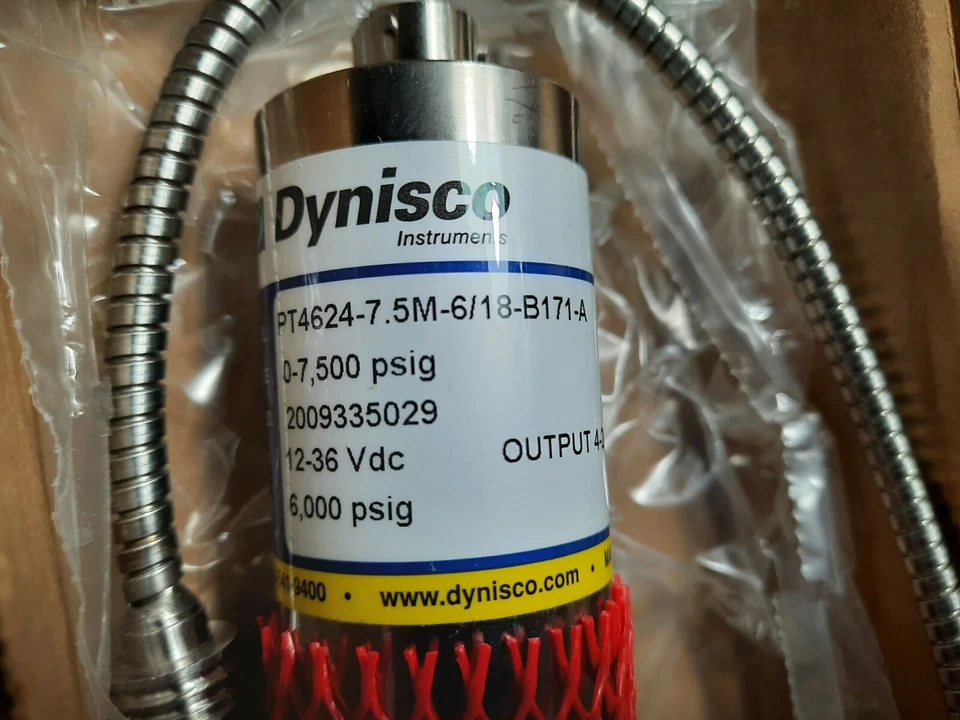 Dynisco
Instruments
PT4624-7.5M-6/18-B171-A
0-7,500 psig
2009335029
12-36 Vdc
OUTPUT 4-
6,000 psig
9400 • www.dynisco.com •